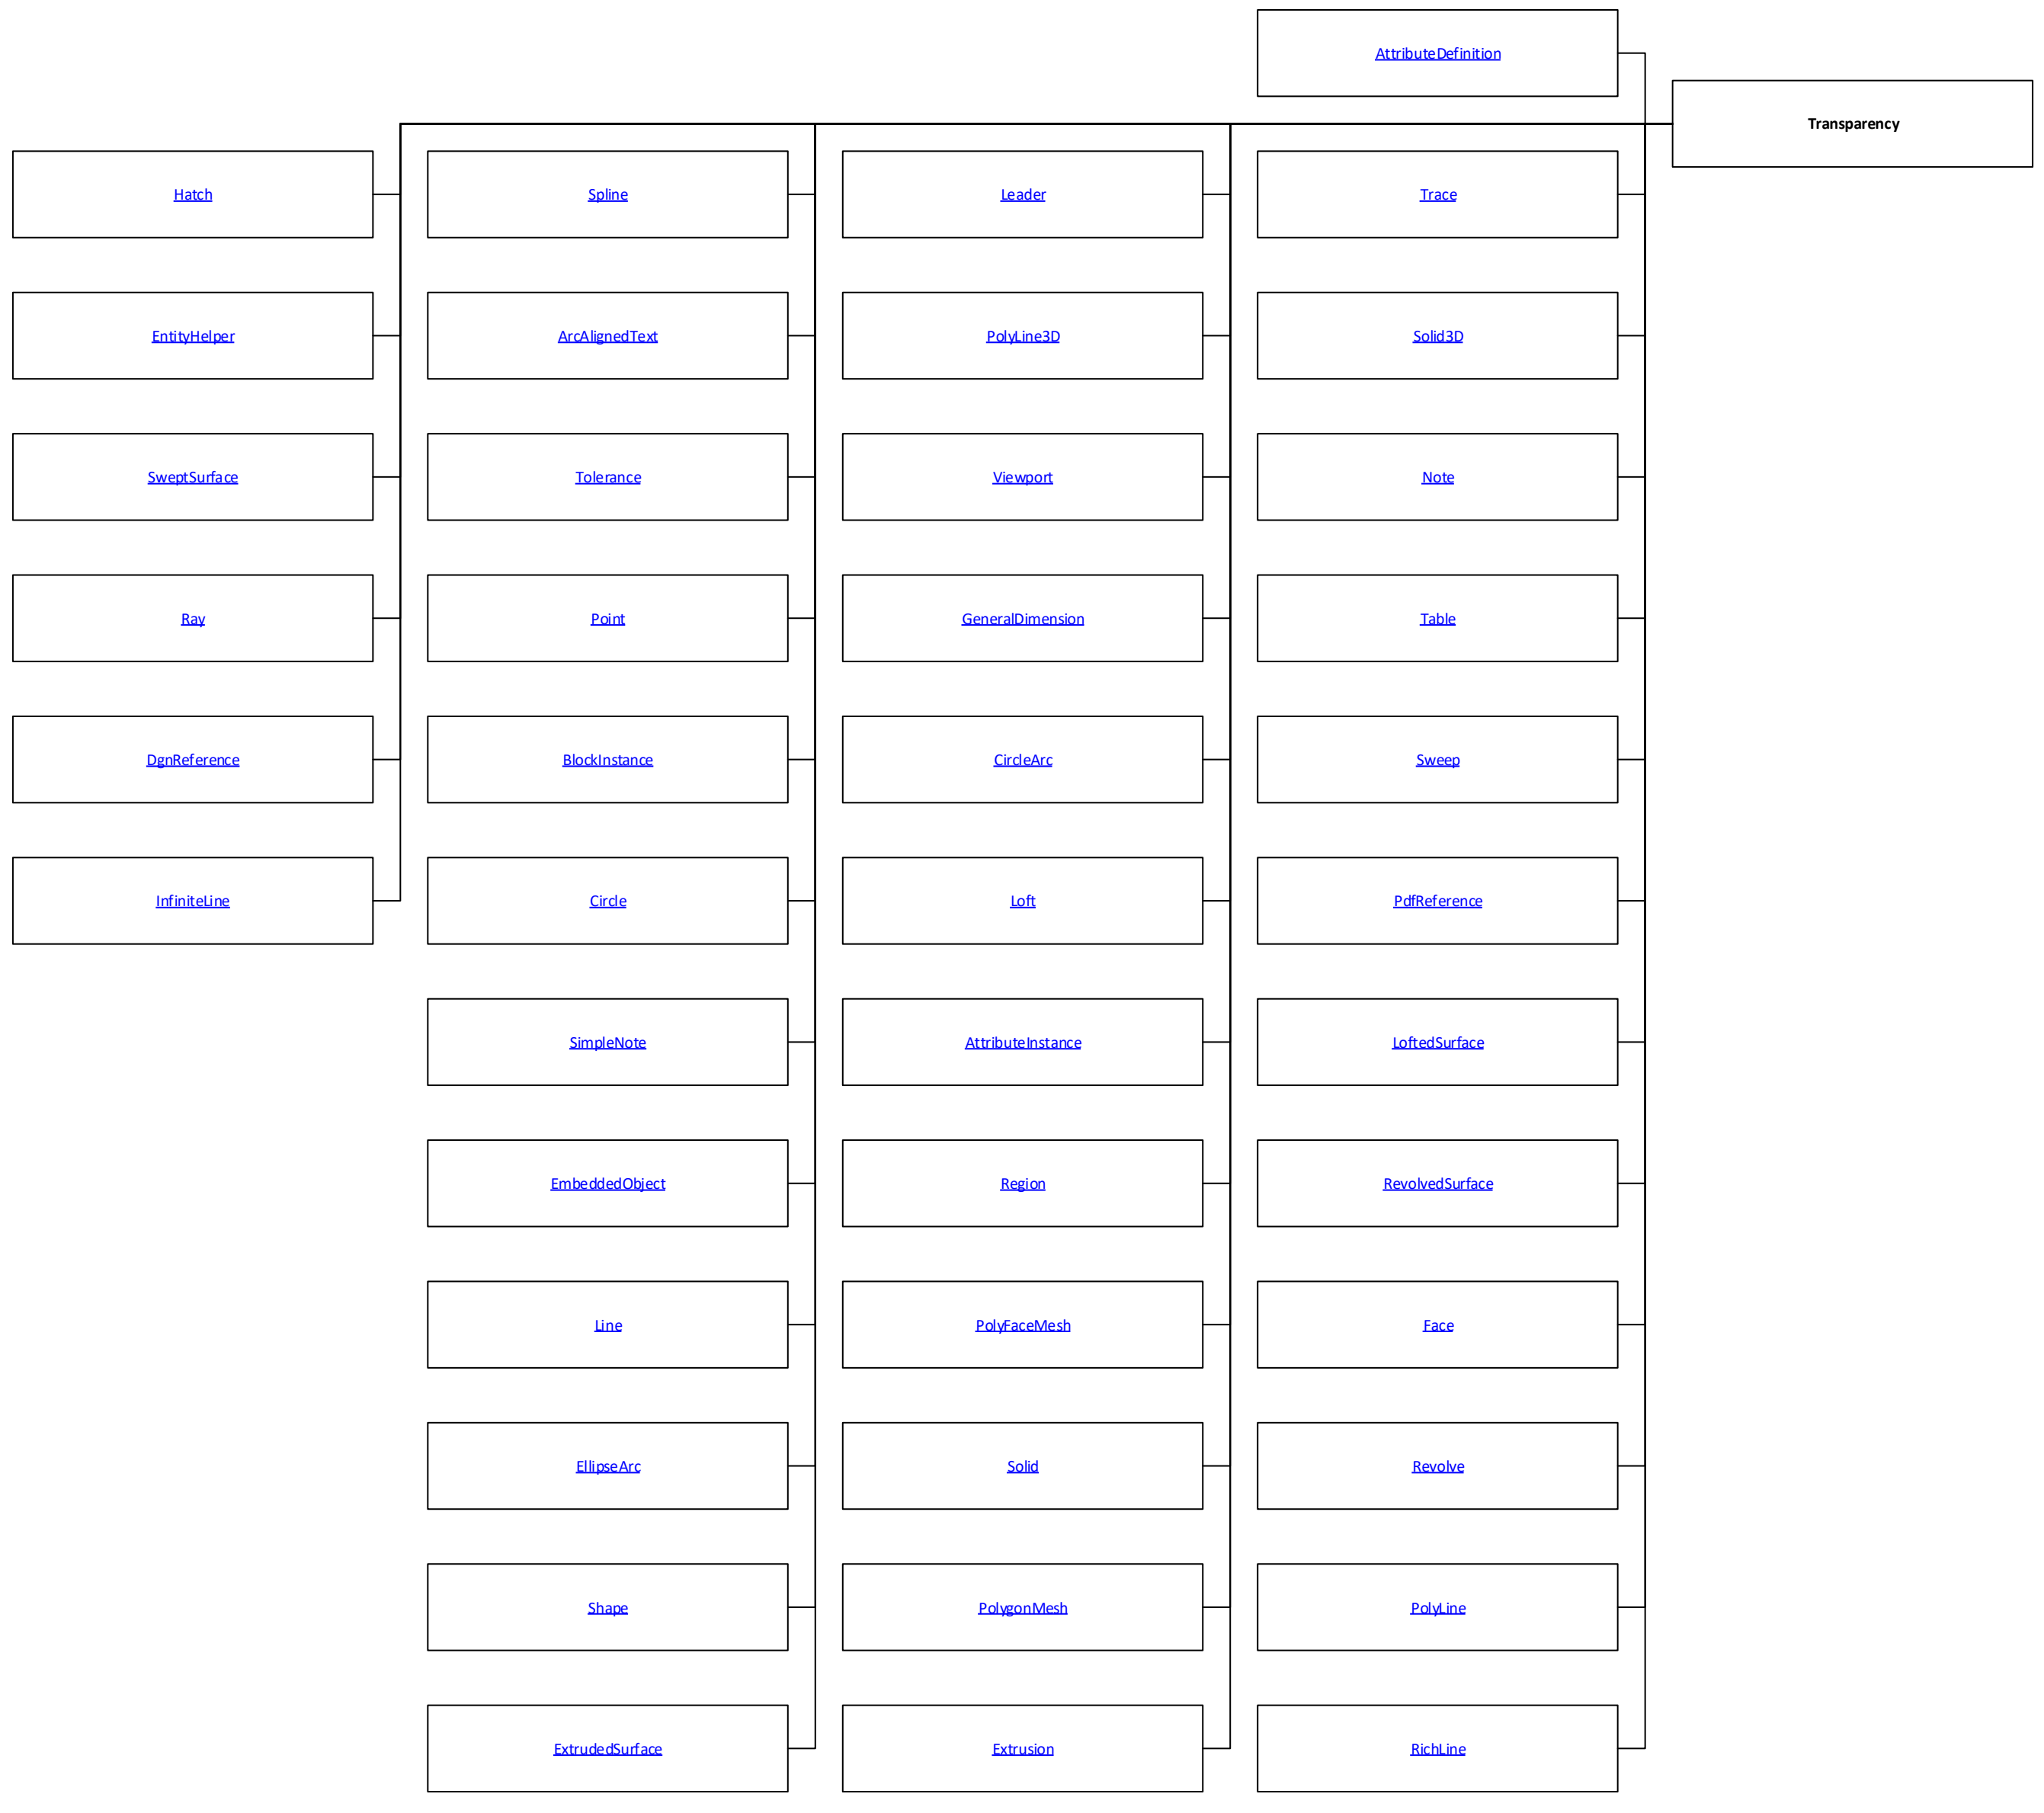 AttributeDefinition
Transparency
Hatch
Spline
Leader
Trace
EntityHelper
ArcAlignedText
PolyLine3D
Solid3D
SweptSurface
Tolerance
Viewport
Note
Ray
Point
GeneralDimension
Table
DgnReference
BlockInstance
CircleArc
Sweep
InfiniteLine
Circle
Loft
PdfReference
SimpleNote
AttributeInstance
LoftedSurface
EmbeddedObject
Region
RevolvedSurface
Line
PolyFaceMesh
Face
EllipseArc
Solid
Revolve
Shape
PolygonMesh
PolyLine
ExtrudedSurface
Extrusion
RichLine